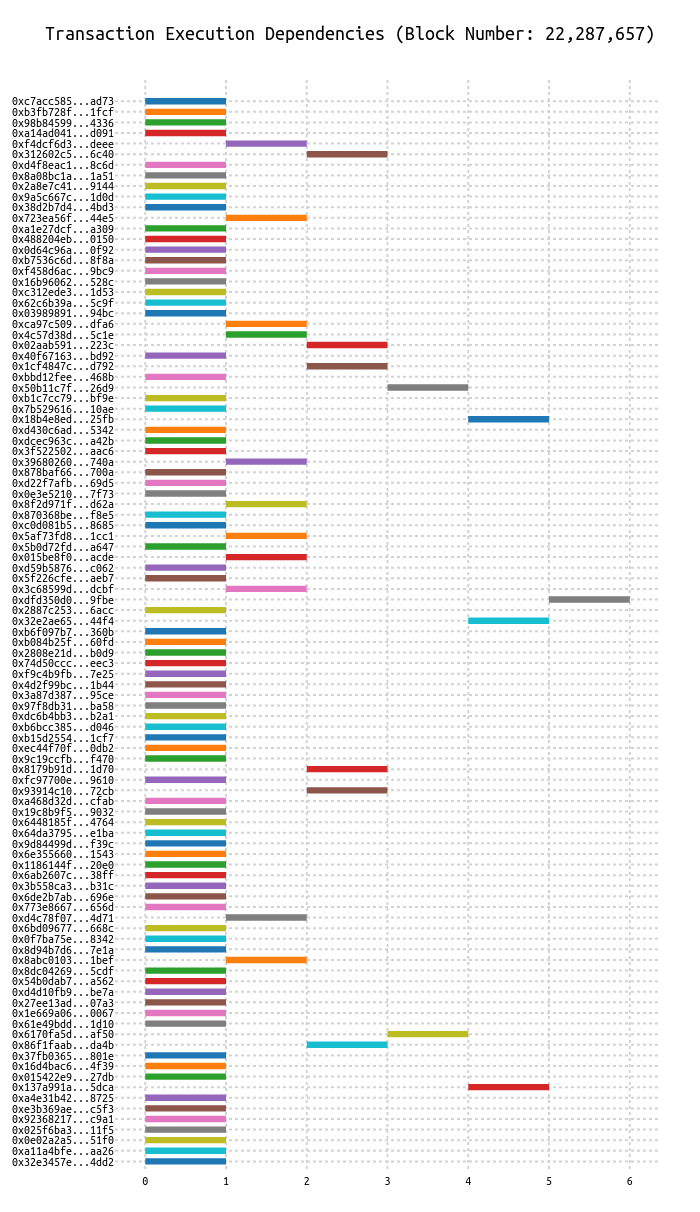 Transaction Execution Dependencies (Block Number: 22,287,657)
0xc7acc585...ad73
0xb3fb728f...1fcf
0x98b84599...4336
0xa14ad041...d091
0xf4dcf6d3...deee
0x312602c5...6c40
0xd4f8eac1...8c6d
0x8a08bc1a...1a51
0x2a8e7c41...9144
0x9a5c667c...1d0d
0x38d2b7d4...4bd3
0x723ea56f...44e5
0xa1e27dcf...a309
0x488204eb...0150
0x0d64c96a...0f92
0xb7536c6d...8f8a
0xf458d6ac...9bc9
0x16b96062...528c
0xc312ede3...1d53
0x62c6b39a...5c9f
0x03989891...94bc
0xca97c509...dfa6
0x4c57d38d...5c1e
0x02aab591...223c
0x40f67163...bd92
0x1cf4847c...d792
0xbbd12fee...468b
0x50b11c7f...26d9
0xb1c7cc79...bf9e
0x7b529616...10ae
0x18b4e8ed...25fb
0xd430c6ad...5342
0xdcec963c...a42b
0x3f522502...aac6
0x39680260...740a
0x878baf66...700a
0xd22f7afb...69d5
0x0e3e5210...7f73
0x8f2d971f...d62a
0x870368be...f8e5
0xc0d081b5...8685
0x5af73fd8...1cc1
0x5b0d72fd...a647
0x015be8f0...acde
0xd59b5876...c062
0x5f226cfe...aeb7
0x3c68599d...dcbf
0xdfd350d0...9fbe
0x2887c253...6acc
0x32e2ae65...44f4
0xb6f097b7...360b
0xb084b25f...60fd
0x2808e21d...b0d9
0x74d50ccc...eec3
0xf9c4b9fb...7e25
0x4d2f99bc...1b44
0x3a87d387...95ce
0x97f8db31...ba58
0xdc6b4bb3...b2a1
0xb6bcc385...d046
0xb15d2554...1cf7
0xec44f70f...0db2
0x9c19ccfb...f470
0x8179b91d...1d70
0xfc97700e...9610
0x93914c10...72cb
0xa468d32d...cfab
0x19c8b9f5...9032
0x6448185f...4764
0x64da3795...e1ba
0x9d84499d...f39c
0x6e355660...1543
0x1186144f...20e0
0x6ab2607c...38ff
0x3b558ca3...b31c
0x6de2b7ab...696e
0x773e8667...656d
0xd4c78f07...4d71
0x6bd09677...668c
0x0f7ba75e...8342
0x8d94b7d6...7e1a
0x8abc0103...1bef
0x8dc04269...5cdf
0x54b0dab7...a562
0xd4d10fb9...be7a
0x27ee13ad...07a3
0x1e669a06...0067
0x61e49bdd...1d10
0x6170fa5d...af50
0x86f1faab...da4b
0x37fb0365...801e
0x16d4bac6...4f39
0x015422e9...27db
0x137a991a...5dca
0xa4e31b42...8725
0xe3b369ae...c5f3
0x92368217...c9a1
0x025f6ba3...11f5
0x0e02a2a5...51f0
0xa11a4bfe...aa26
0x32e3457e...4dd2
0 1 2 3 4 5 6